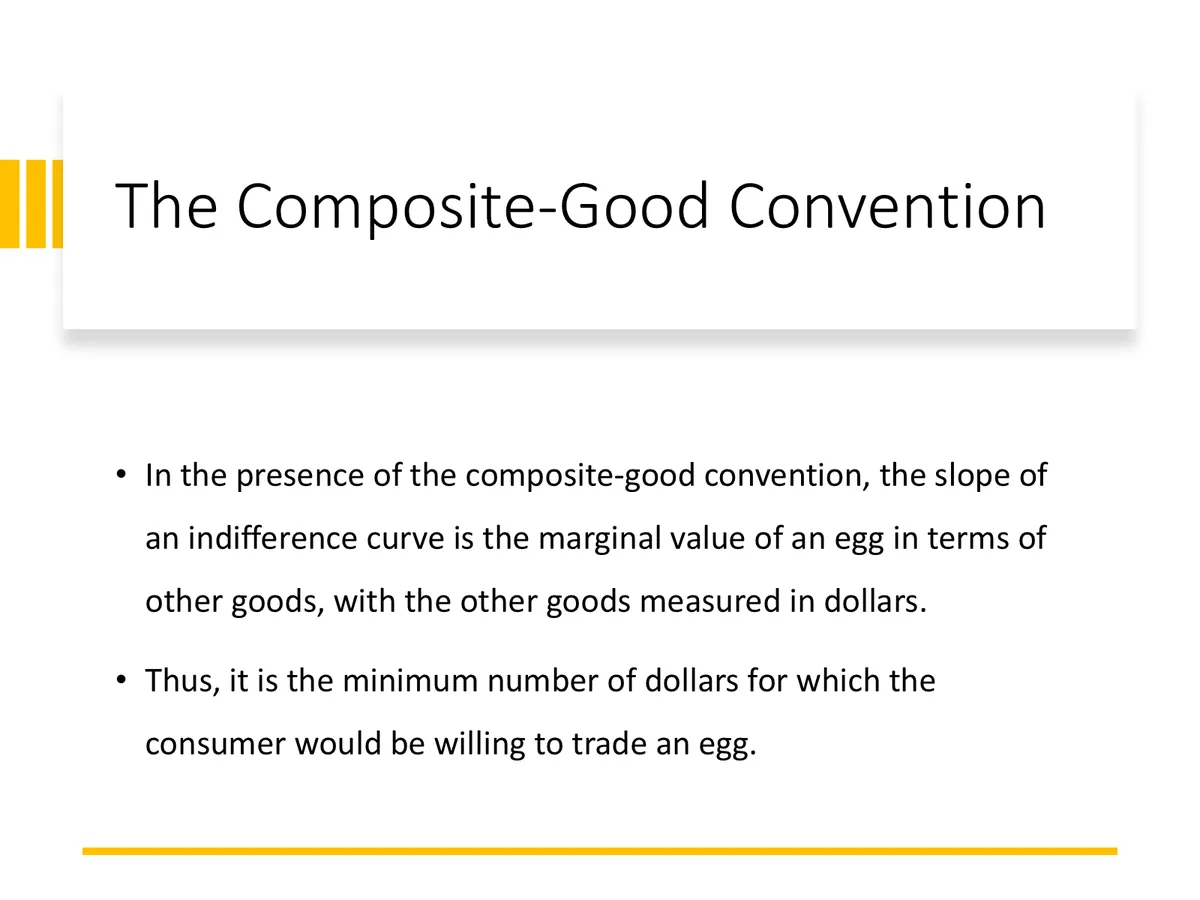 The Composite-Good Convention
• In the presence of the composite-good convention, the slope of
an indifference curve is the marginal value of an egg in terms of
other goods, with the other goods measured in dollars.
• Thus, it is the minimum number of dollars for which the
consumer would be willing to trade an egg.